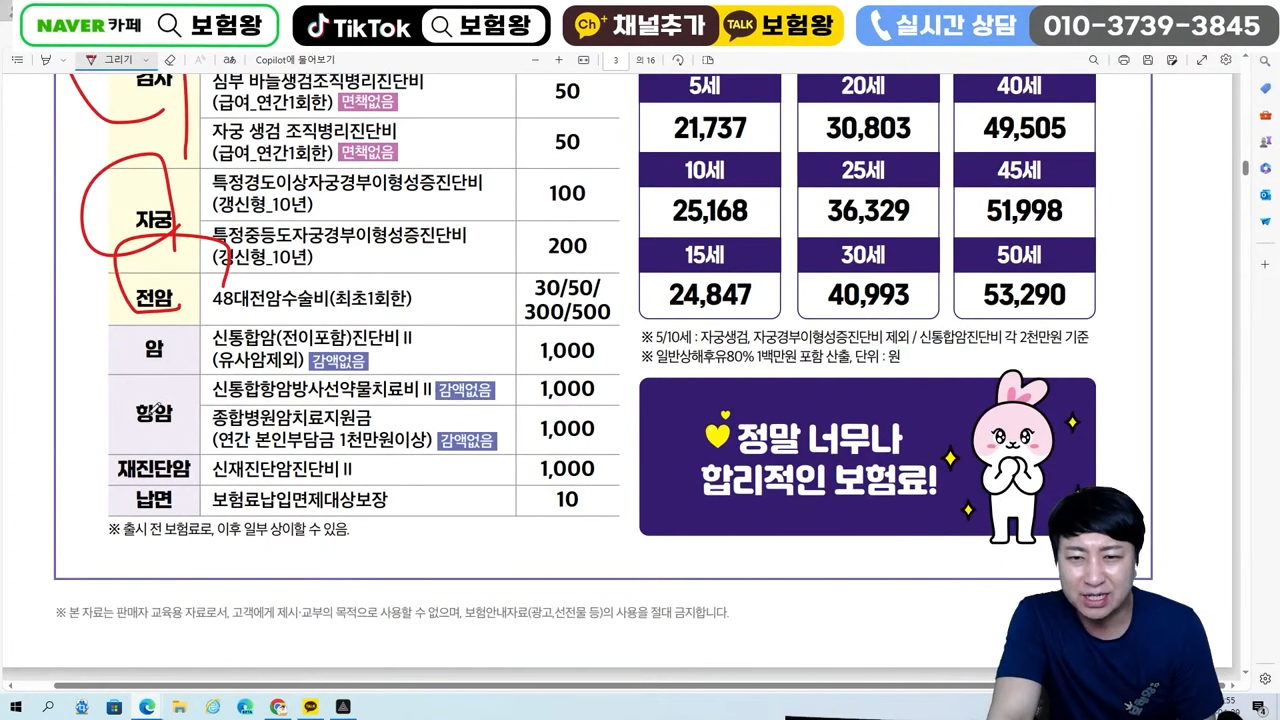 NAVER 카페 보험왕
TikTok 보험왕
Ch+ 채널추가 TALK 보험왕
실시간 상담 010-3739-3845
그리기 aあ Copilot에 물어보기 3 의 16
검사
심부 바늘생검조직병리진단비
(급여_연간1회한) 면책없음
50
자궁 생검 조직병리진단비
(급여_연간1회한) 면책없음
50
자궁
특정경도이상자궁경부이형성증진단비
(갱신형_10년)
100
특정중등도자궁경부이형성증진단비
(갱신형_10년)
200
전암
48대전암수술비(최초1회한)
30/50/
300/500
암
신통합암(전이포함)진단비 II
(유사암제외) 감액없음
1,000
항암
신통합항암방사선약물치료비 II 감액없음
1,000
종합병원암치료지원금
(연간 본인부담금 1천만원이상) 감액없음
1,000
재진단암 신재진단암진단비 II 1,000
납면 보험료납입면제대상보장 10
※ 출시 전 보험료로, 이후 일부 상이할 수 있음.
5세 20세 40세
21,737 30,803 49,505
10세 25세 45세
25,168 36,329 51,998
15세 30세 50세
24,847 40,993 53,290
※ 5/10세 : 자궁생검, 자궁경부이형성증진단비 제외 / 신통합암진단비 각 2천만원 기준
※ 일반상해후유80% 1백만원 포함 산출, 단위 : 원
정말 너무나
합리적인 보험료!
※ 본 자료는 판매자 교육용 자료로서, 고객에게 제시·교부의 목적으로 사용할 수 없으며, 보험안내자료(광고,선전물 등)의 사용을 절대 금지합니다.